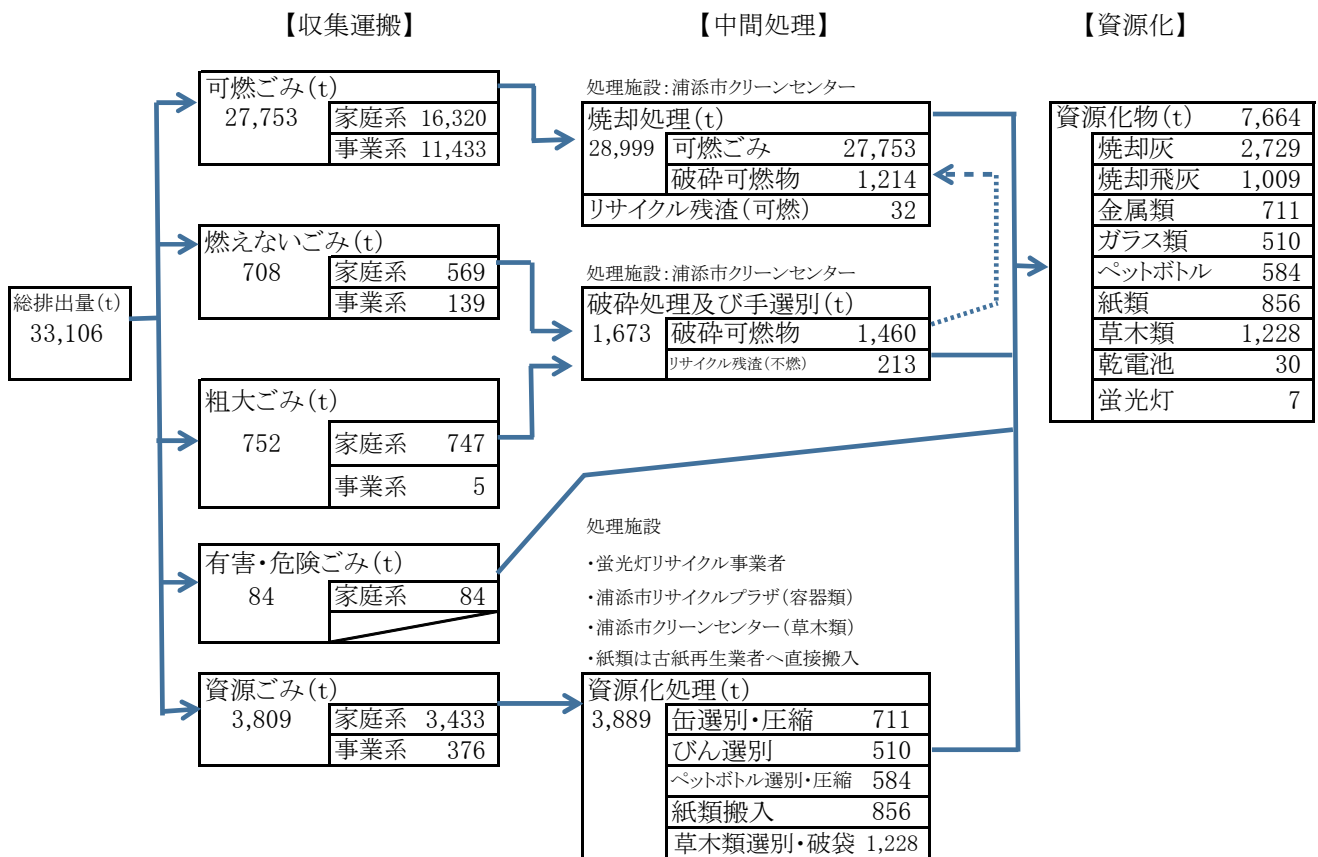 【収集運搬】
【中間処理】
【資源化】
総排出量(t)
33,106
可燃ごみ(t)
27,753 家庭系 16,320
事業系 11,433
燃えないごみ(t)
708 家庭系 569
事業系 139
粗大ごみ(t)
752 家庭系 747
事業系 5
有害・危険ごみ(t)
84 家庭系 84
資源ごみ(t)
3,809 家庭系 3,433
事業系 376
処理施設:浦添市クリーンセンター
焼却処理(t)
28,999 可燃ごみ 27,753
破砕可燃物 1,214
リサイクル残渣(可燃) 32
処理施設:浦添市クリーンセンター
破砕処理及び手選別(t)
1,673 破砕可燃物 1,460
リサイクル残渣(不燃) 213
処理施設
・蛍光灯リサイクル事業者
・浦添市リサイクルプラザ(容器類)
・浦添市クリーンセンター(草木類)
・紙類は古紙再生業者へ直接搬入
資源化処理(t)
3,889 缶選別・圧縮 711
びん選別 510
ペットボトル選別・圧縮 584
紙類搬入 856
草木類選別・破袋 1,228
資源化物(t) 7,664
焼却灰 2,729
焼却飛灰 1,009
金属類 711
ガラス類 510
ペットボトル 584
紙類 856
草木類 1,228
乾電池 30
蛍光灯 7